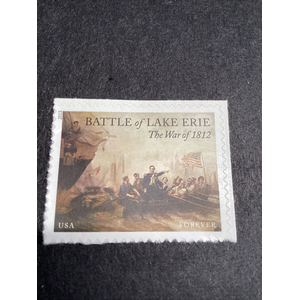 BATTLE of LAKE ERIE
The War of 1812
USA FOREVER